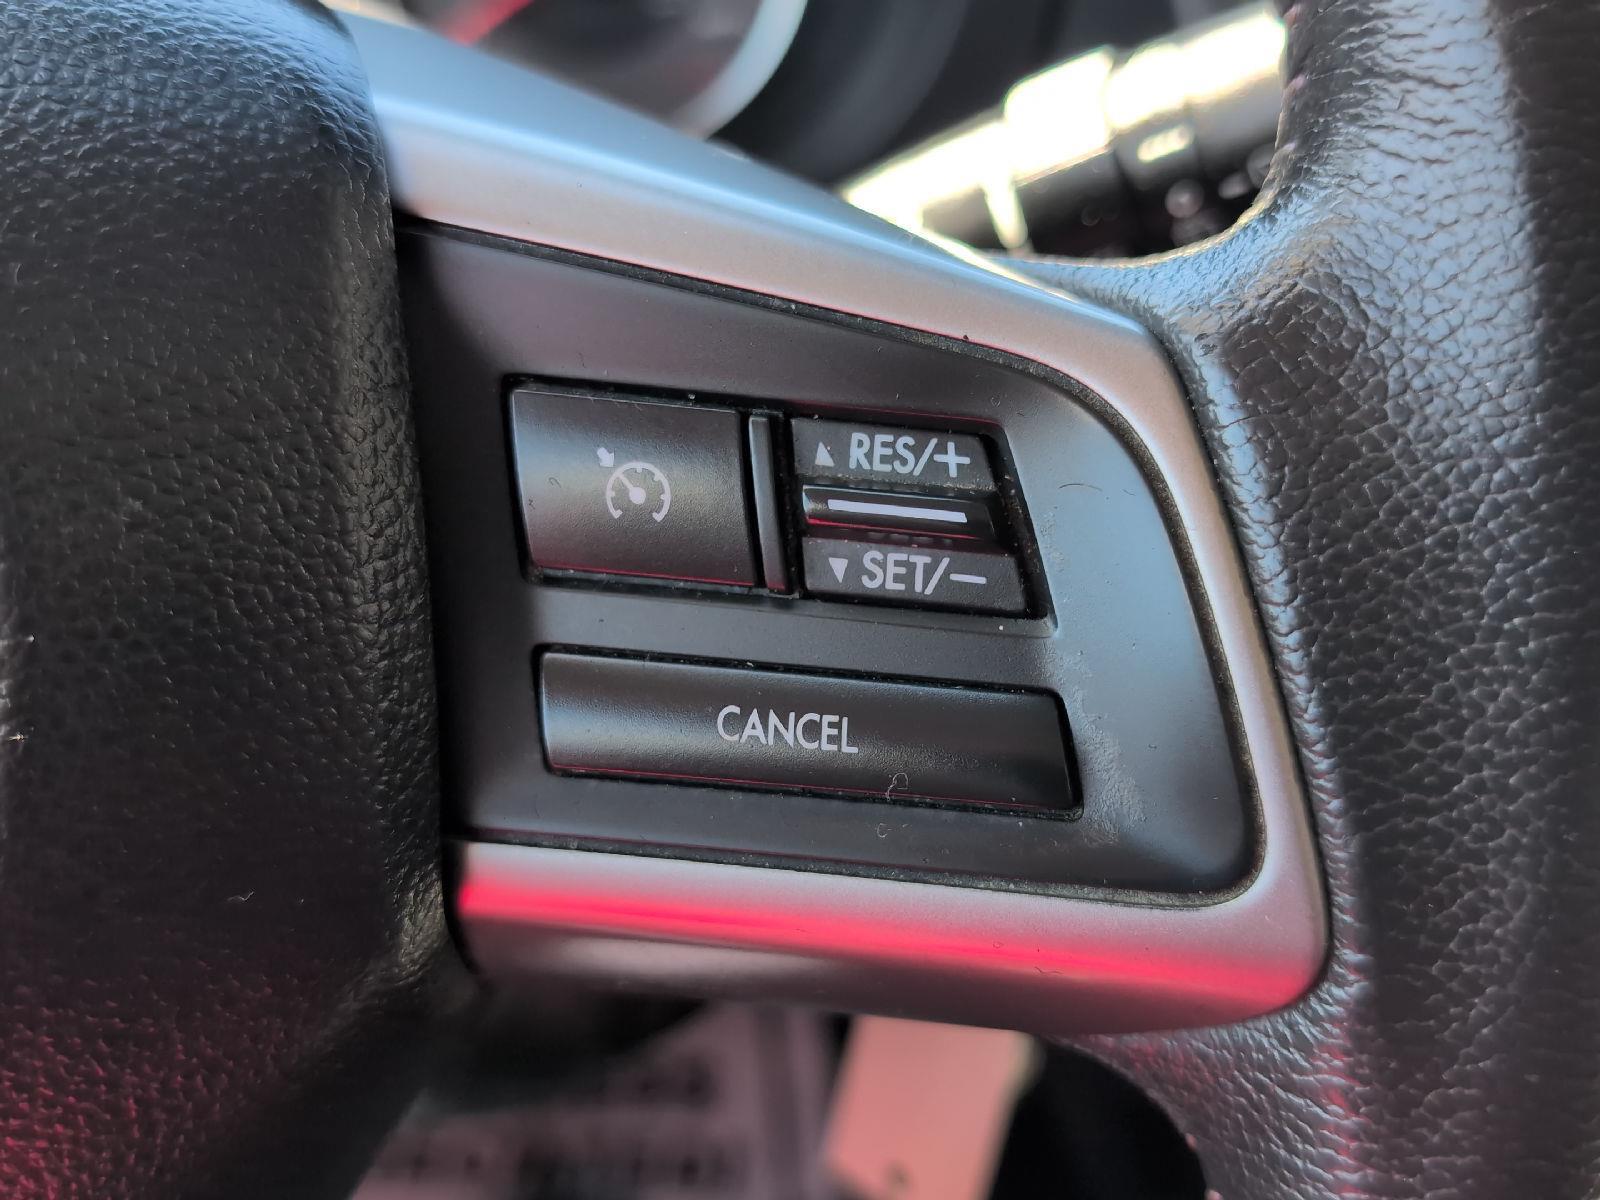 ▲ RES/+
▼ SET/−
CANCEL